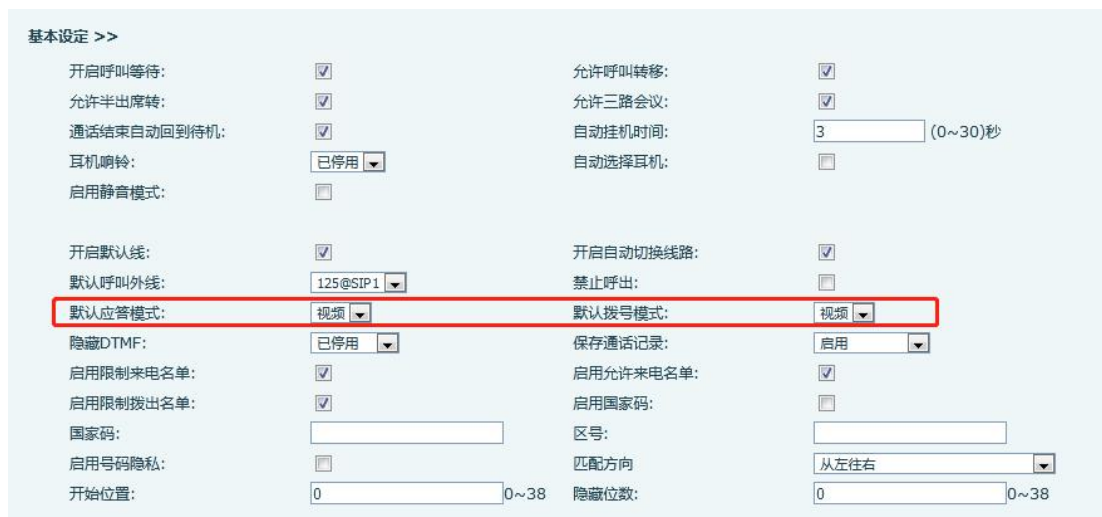 基本设定 >>
开启呼叫等待: 允许呼叫转移:
允许半出席转: 允许三路会议:
通话结束自动回到待机: 自动挂机时间: 3 (0~30)秒
耳机响铃: 已停用 自动选择耳机:
启用静音模式:
开启默认线: 开启自动切换线路:
默认呼叫外线: 125@SIP1 禁止呼出:
默认应答模式: 视频 默认拨号模式: 视频
隐藏DTMF: 已停用 保存通话记录: 启用
启用限制来电名单: 启用允许来电名单:
启用限制拨出名单: 启用国家码:
国家码: 区号:
启用号码隐私: 匹配方向 从左往右
开始位置: 0 0~38 隐藏位数: 0 0~38